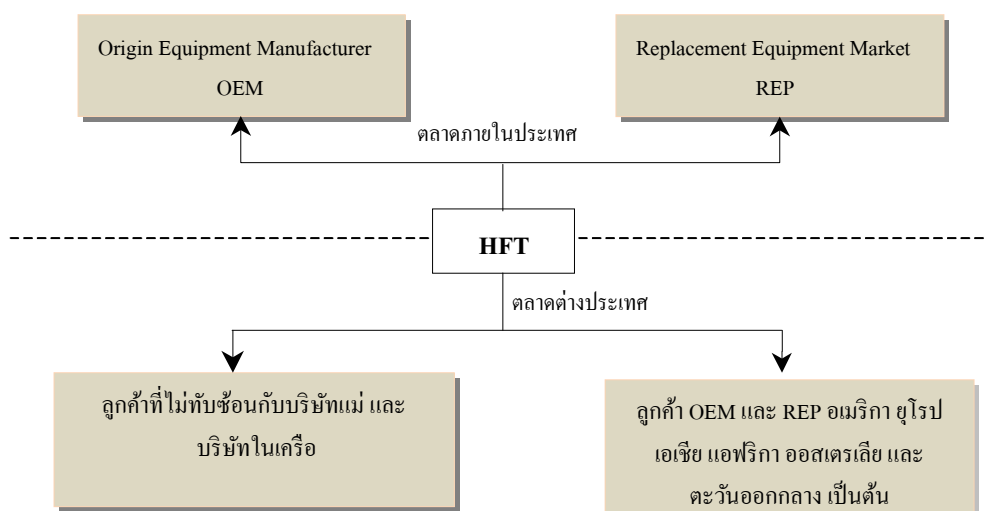 Origin Equipment Manufacturer
OEM
Replacement Equipment Market
REP
ตลาดภายในประเทศ
HFT
ตลาดต่างประเทศ
ลูกค้าที่ไม่ทับซ้อนกับบริษัทแม่ และ
บริษัทในเครือ
ลูกค้า OEM และ REP อเมริกา ยุโรป
เอเชีย แอฟริกา ออสเตรเลีย และ
ตะวันออกกลาง เป็นต้น